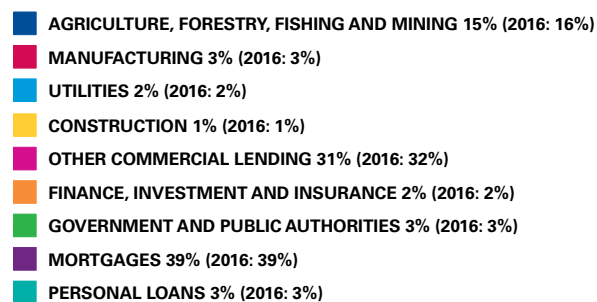 AGRICULTURE, FORESTRY, FISHING AND MINING 15% (2016: 16%)
MANUFACTURING 3% (2016: 3%)
UTILITIES 2% (2016: 2%)
CONSTRUCTION 1% (2016: 1%)
OTHER COMMERCIAL LENDING 31% (2016: 32%)
FINANCE, INVESTMENT AND INSURANCE 2% (2016: 2%)
GOVERNMENT AND PUBLIC AUTHORITIES 3% (2016: 3%)
MORTGAGES 39% (2016: 39%)
PERSONAL LOANS 3% (2016: 3%)